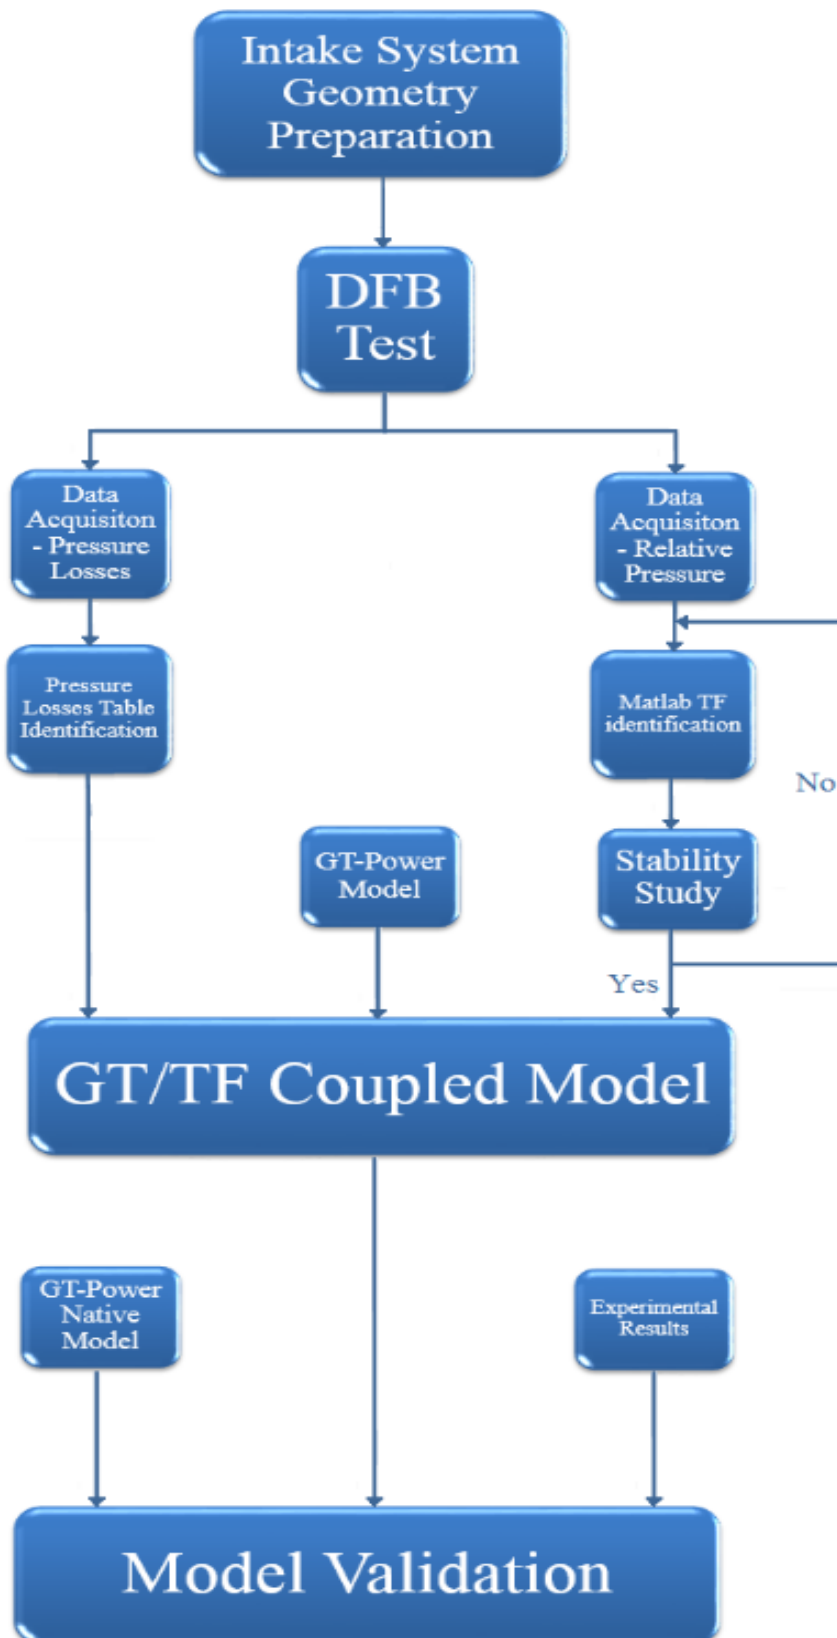 Intake System
Geometry
Preparation
DFB
Test
Data
Acquisiton
- Pressure
Losses
Data
Acquisiton
- Relative
Pressure
Pressure
Losses Table
Identification
Matlab TF
identification
No
GT-Power
Model
Stability
Study
Yes
GT/TF Coupled Model
GT-Power
Native
Model
Experimental
Results
Model Validation